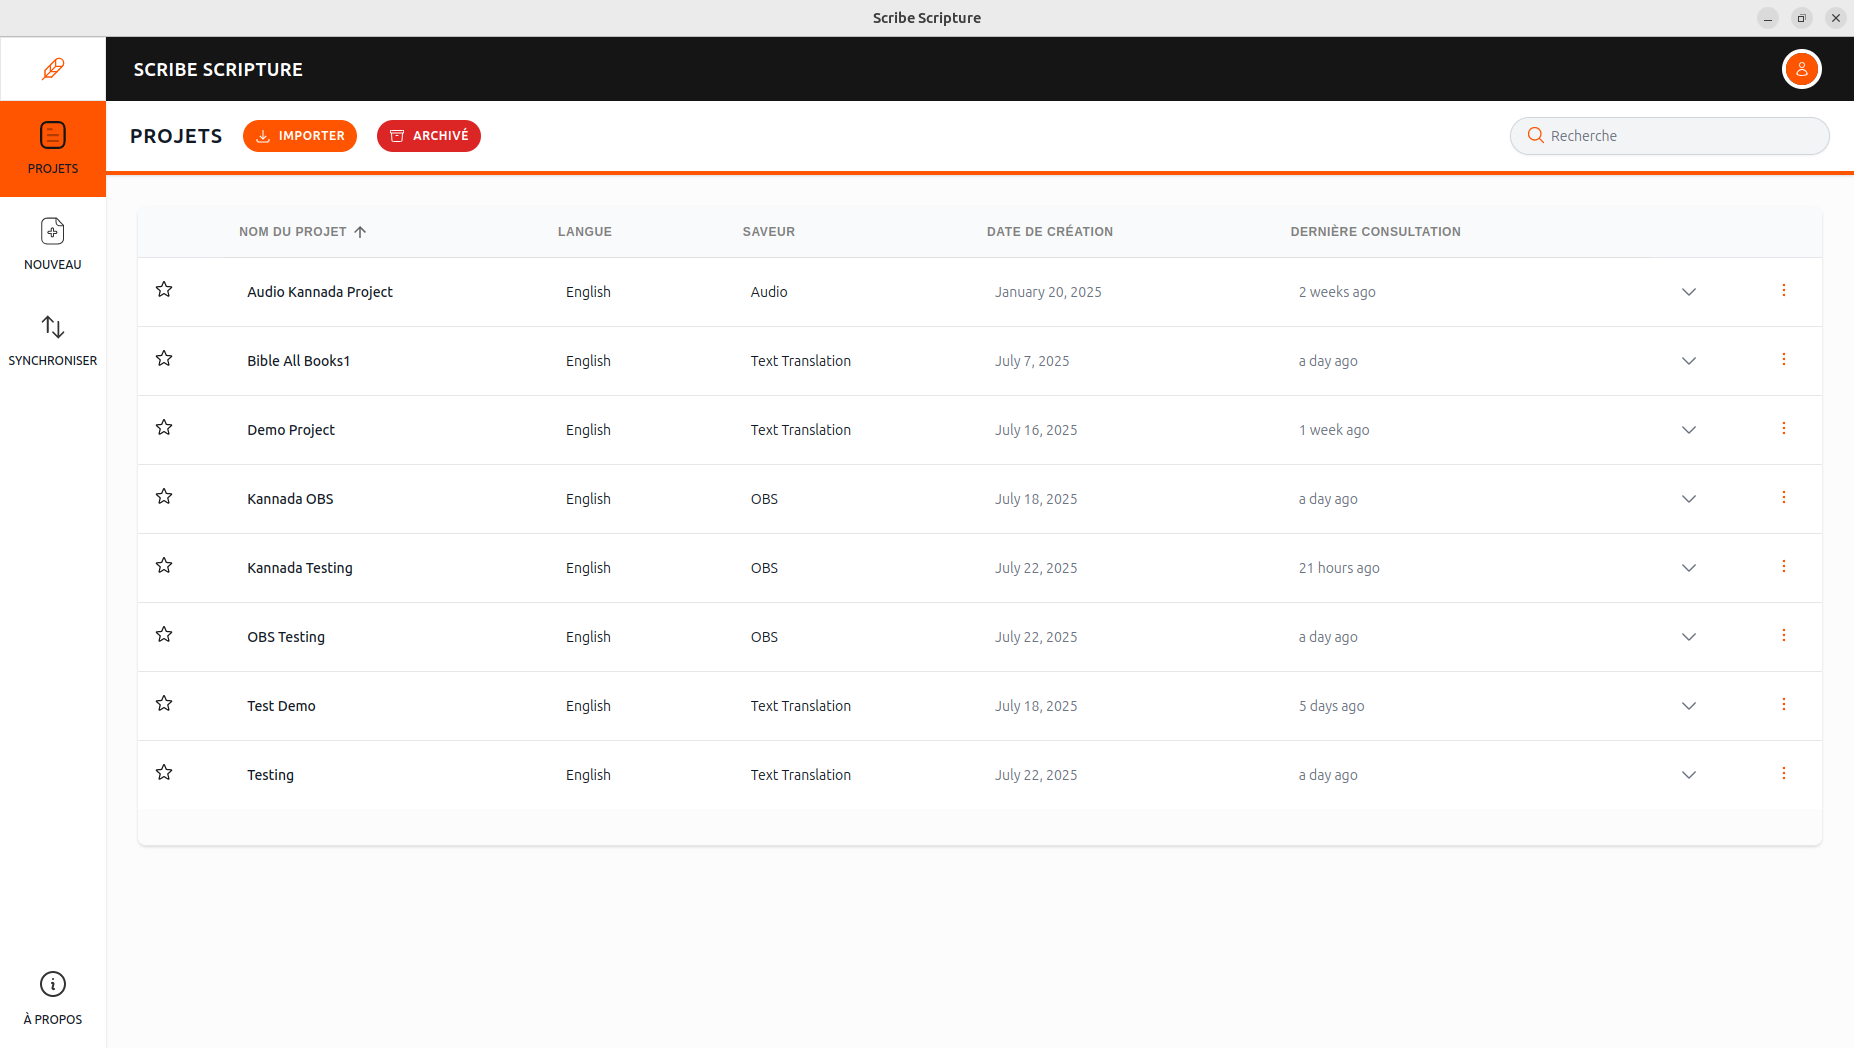 Scribe Scripture
SCRIBE SCRIPTURE
PROJETS
NOUVEAU
SYNCHRONISER
À PROPOS
PROJETS IMPORTER ARCHIVÉ Recherche
NOM DU PROJET LANGUE SAVEUR DATE DE CRÉATION DERNIÈRE CONSULTATION
Audio Kannada Project English Audio January 20, 2025 2 weeks ago
Bible All Books1 English Text Translation July 7, 2025 a day ago
Demo Project English Text Translation July 16, 2025 1 week ago
Kannada OBS English OBS July 18, 2025 a day ago
Kannada Testing English OBS July 22, 2025 21 hours ago
OBS Testing English OBS July 22, 2025 a day ago
Test Demo English Text Translation July 18, 2025 5 days ago
Testing English Text Translation July 22, 2025 a day ago